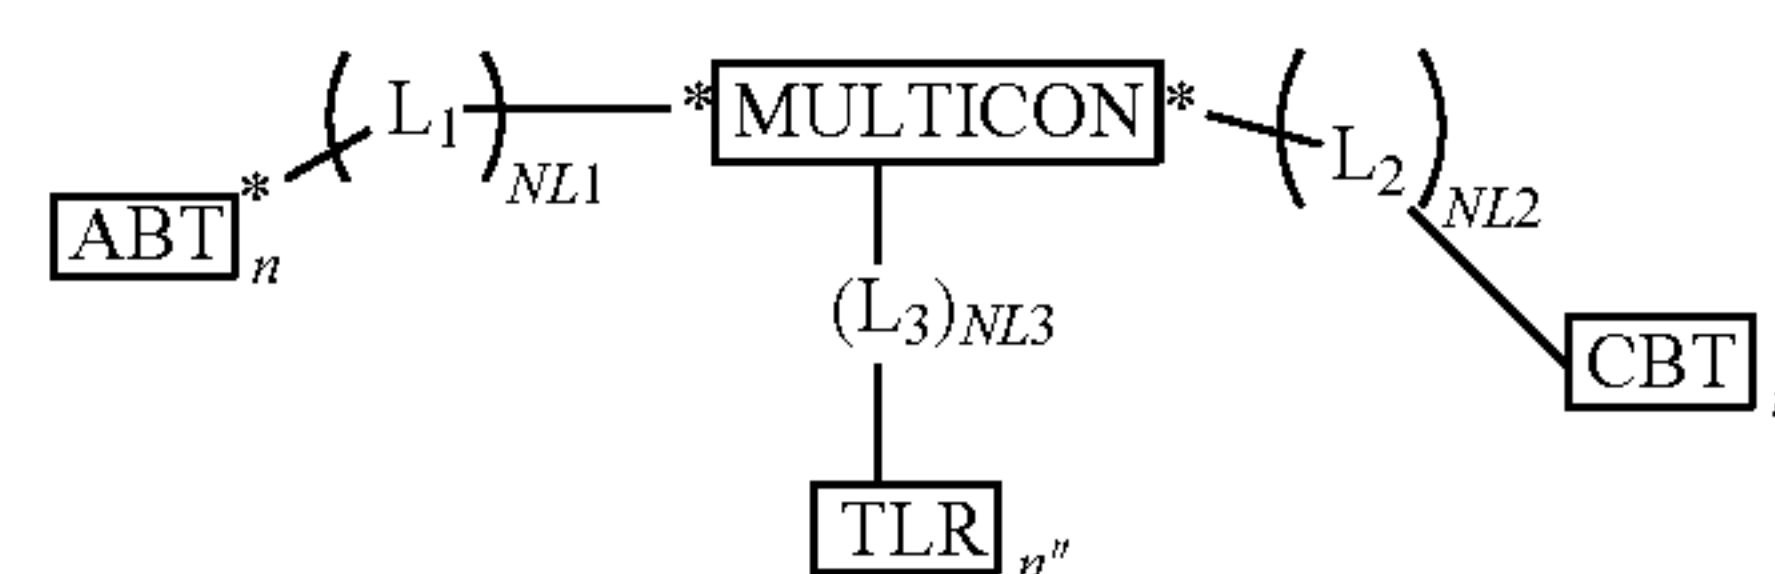 (L₁)NL1 *MULTICON* (L₂)NL2
ABT*n
(L₃)NL3
CBT
TLR n″